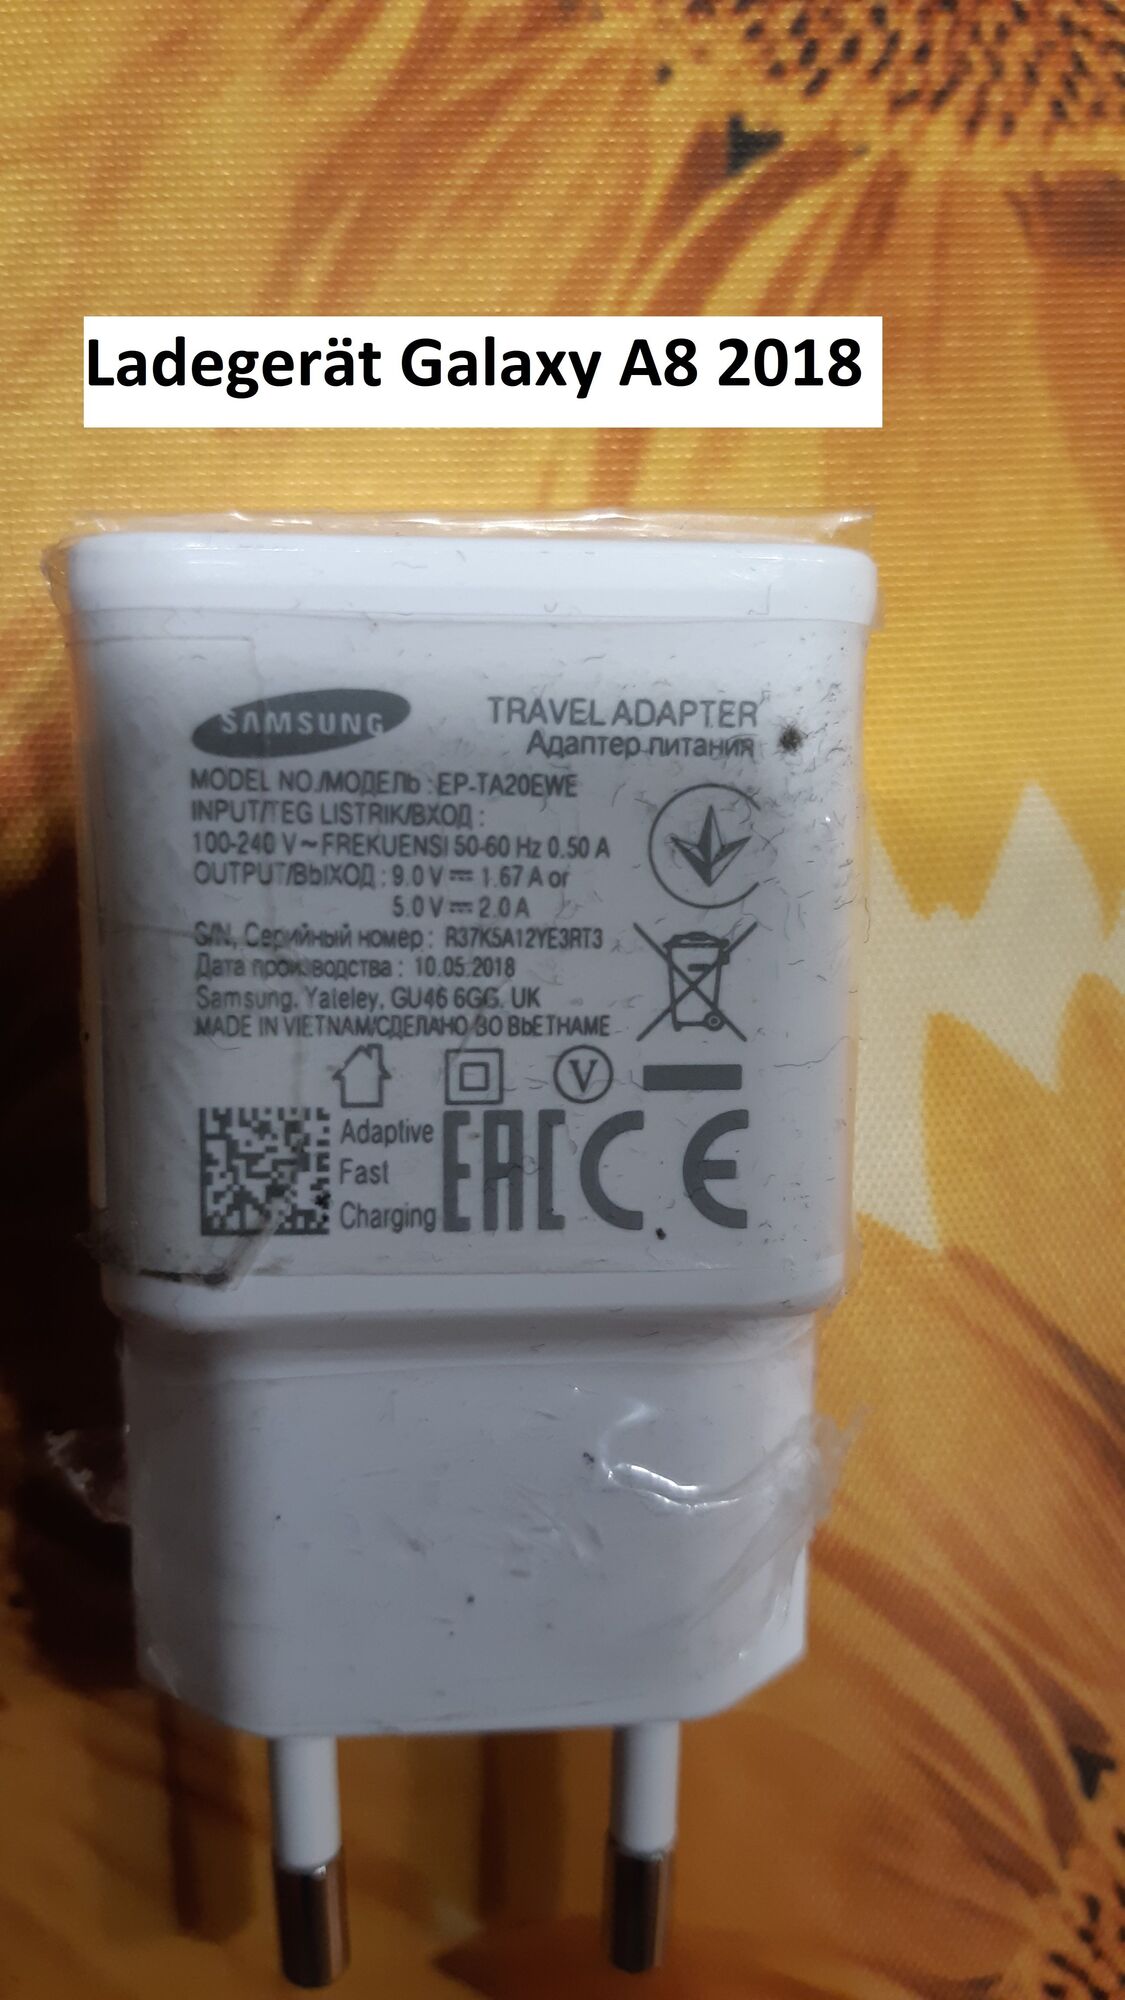 Ladegerät Galaxy A8 2018
SAMSUNG
TRAVEL ADAPTER
Адаптер питания
MODEL NO./МОДЕЛЬ : EP-TA20EWE
INPUT/TEG LISTRIK/ВХОД :
100-240 V ~ FREKUENSI 50-60 Hz 0.50 A
OUTPUT/ВЫХОД : 9.0 V ⎓ 1.67 A or
5.0 V ⎓ 2.0 A
S/N, Серийный номер : R37K5A12YE3RT3
Дата производства : 10.05.2018
Samsung, Yateley, GU46 6GG, UK
MADE IN VIETNAM/СДЕЛАНО ВО ВЬЕТНАМЕ
V
Adaptive
Fast
Charging
EAC CE